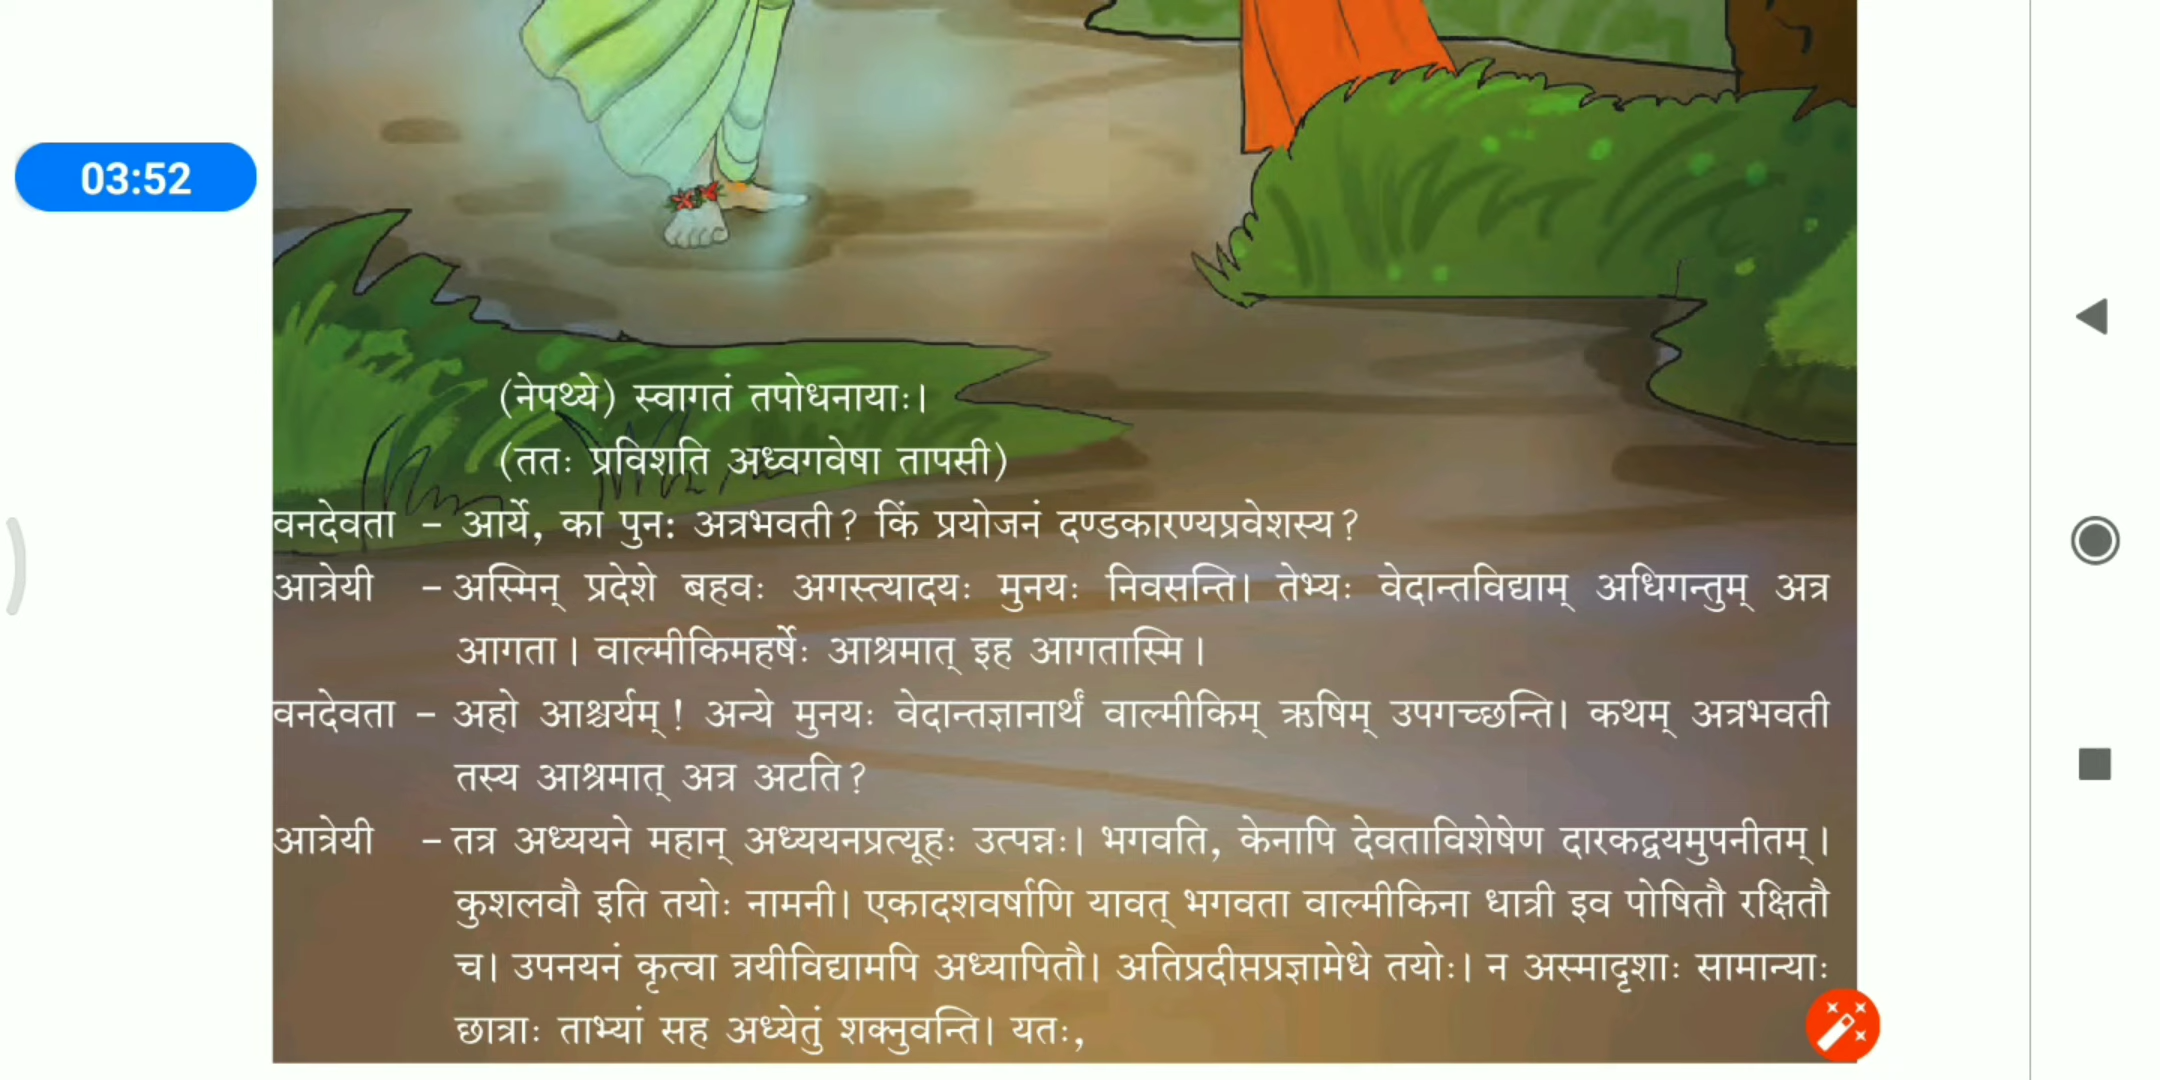 03:52
(नेपथ्ये) स्वागतं तपोधनायाः।
(ततः प्रविशति अध्वगवेषा तापसी)
वनदेवता - आर्ये, का पुनः अत्रभवती? किं प्रयोजनं दण्डकारण्यप्रवेशस्य?
आत्रेयी - अस्मिन् प्रदेशे बहवः अगस्त्यादयः मुनयः निवसन्ति। तेभ्यः वेदान्तविद्याम् अधिगन्तुम् अत्र
आगता। वाल्मीकिमहर्षेः आश्रमात् इह आगतास्मि।
वनदेवता - अहो आश्चर्यम्! अन्ये मुनयः वेदान्तज्ञानार्थं वाल्मीकिम् ऋषिम् उपगच्छन्ति। कथम् अत्रभवती
तस्य आश्रमात् अत्र अटति?
आत्रेयी - तत्र अध्ययने महान् अध्ययनप्रत्यूहः उत्पन्नः। भगवति, केनापि देवताविशेषेण दारकद्वयमुपनीतम्।
कुशलवौ इति तयोः नामनी। एकादशवर्षाणि यावत् भगवता वाल्मीकिना धात्री इव पोषितौ रक्षितौ
च। उपनयनं कृत्वा त्रयीविद्यामपि अध्यापितौ। अतिप्रदीप्तप्रज्ञामेधे तयोः। न अस्मादृशाः सामान्याः
छात्राः ताभ्यां सह अध्येतुं शक्नुवन्ति। यतः,